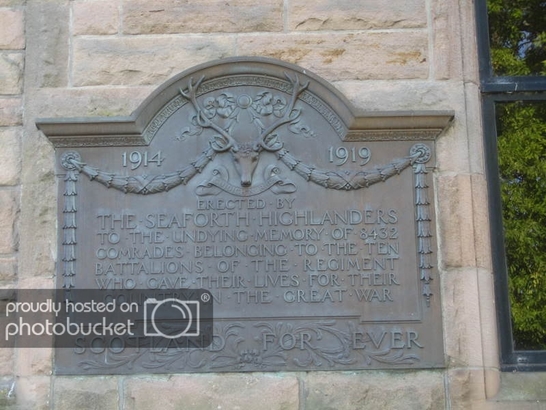 1914 1919
ERECTED·BY
THE·SEAFORTH·HIGHLANDERS
TO·THE·UNDYING·MEMORY·OF·8432
COMRADES·BELONGING·TO·THE·TEN
BATTALIONS·OF·THE·REGIMENT
WHO·GAVE·THEIR·LIVES·FOR·THEIR
IN·THE·GREAT·WAR
SCOTLAND FOR EVER
proudly hosted on
photobucket®